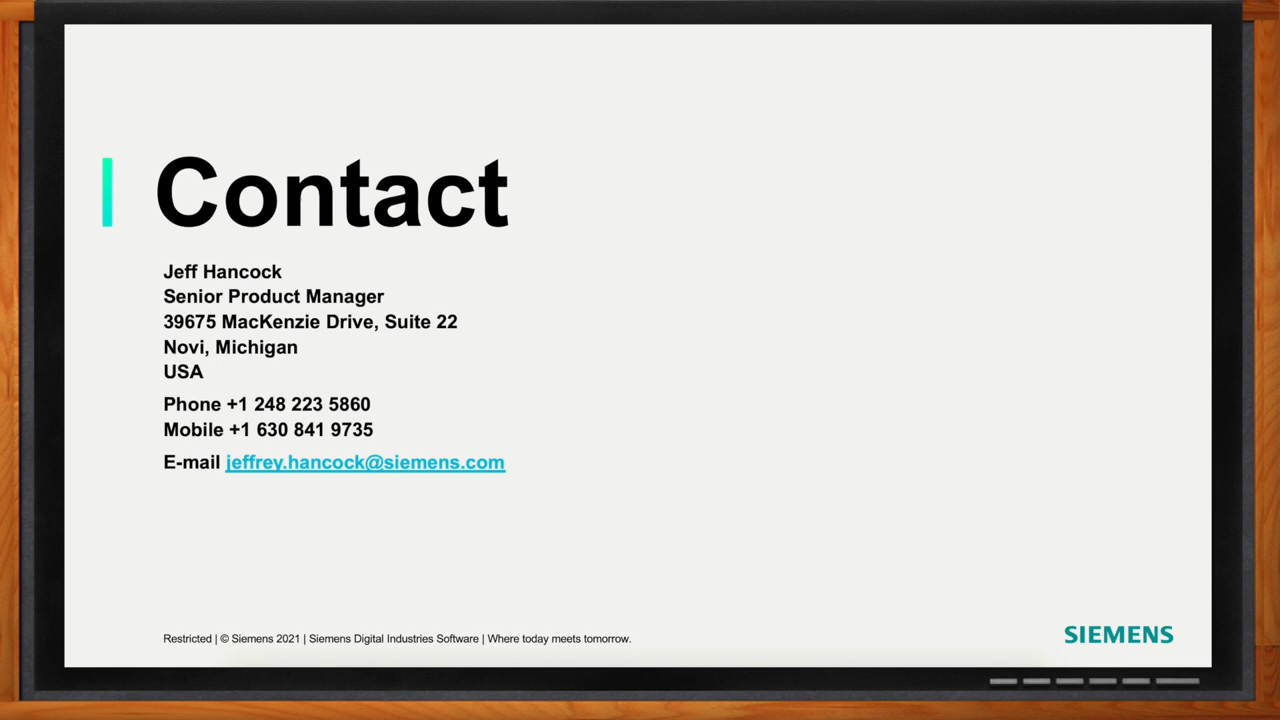 Contact
Jeff Hancock
Senior Product Manager
39675 MacKenzie Drive, Suite 22
Novi, Michigan
USA
Phone +1 248 223 5860
Mobile +1 630 841 9735
E-mail jeffrey.hancock@siemens.com
Restricted | © Siemens 2021 | Siemens Digital Industries Software | Where today meets tomorrow.
SIEMENS